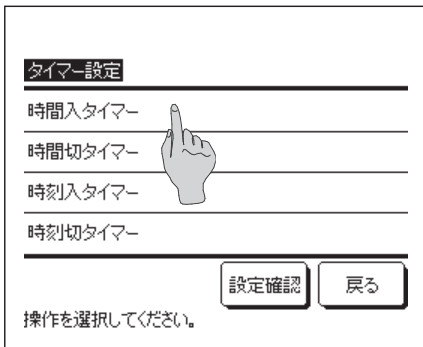 タイマー設定
時間入タイマー
時間切タイマー
時刻入タイマー
時刻切タイマー
設定確認 戻る
操作を選択してください。